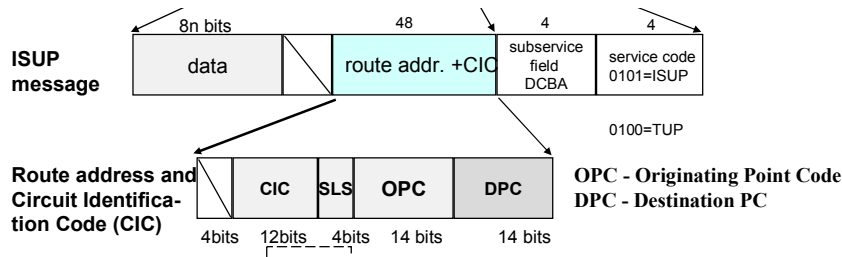 8n bits 48 4 4
ISUP
message
data
route addr. +CIC
subservice
field
DCBA
service code
0101=ISUP
0100=TUP
Route address and
Circuit Identifica-
tion Code (CIC)
CIC SLS OPC DPC
4bits 12bits 4bits 14 bits 14 bits
OPC - Originating Point Code
DPC - Destination PC